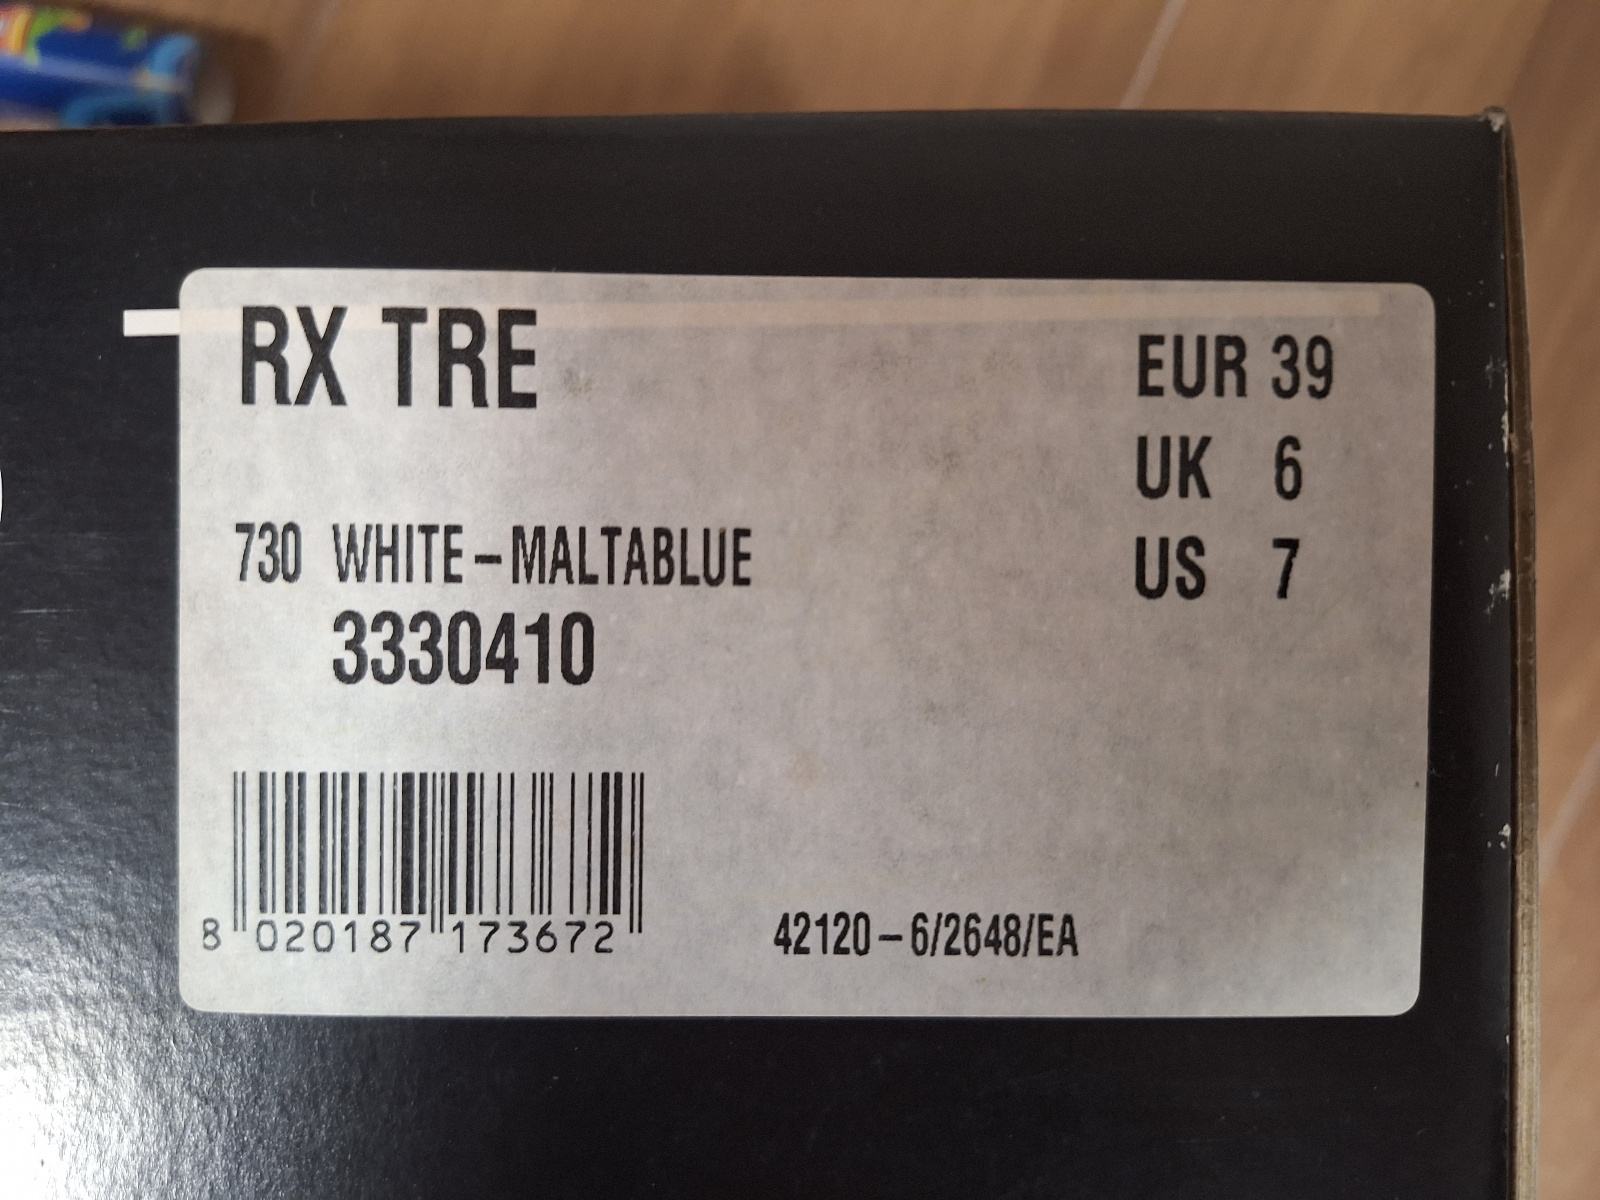 RX TRE
EUR 39
UK 6
US 7
730 WHITE-MALTABLUE
3330410
8 020187 173672
42120-6/2648/EA